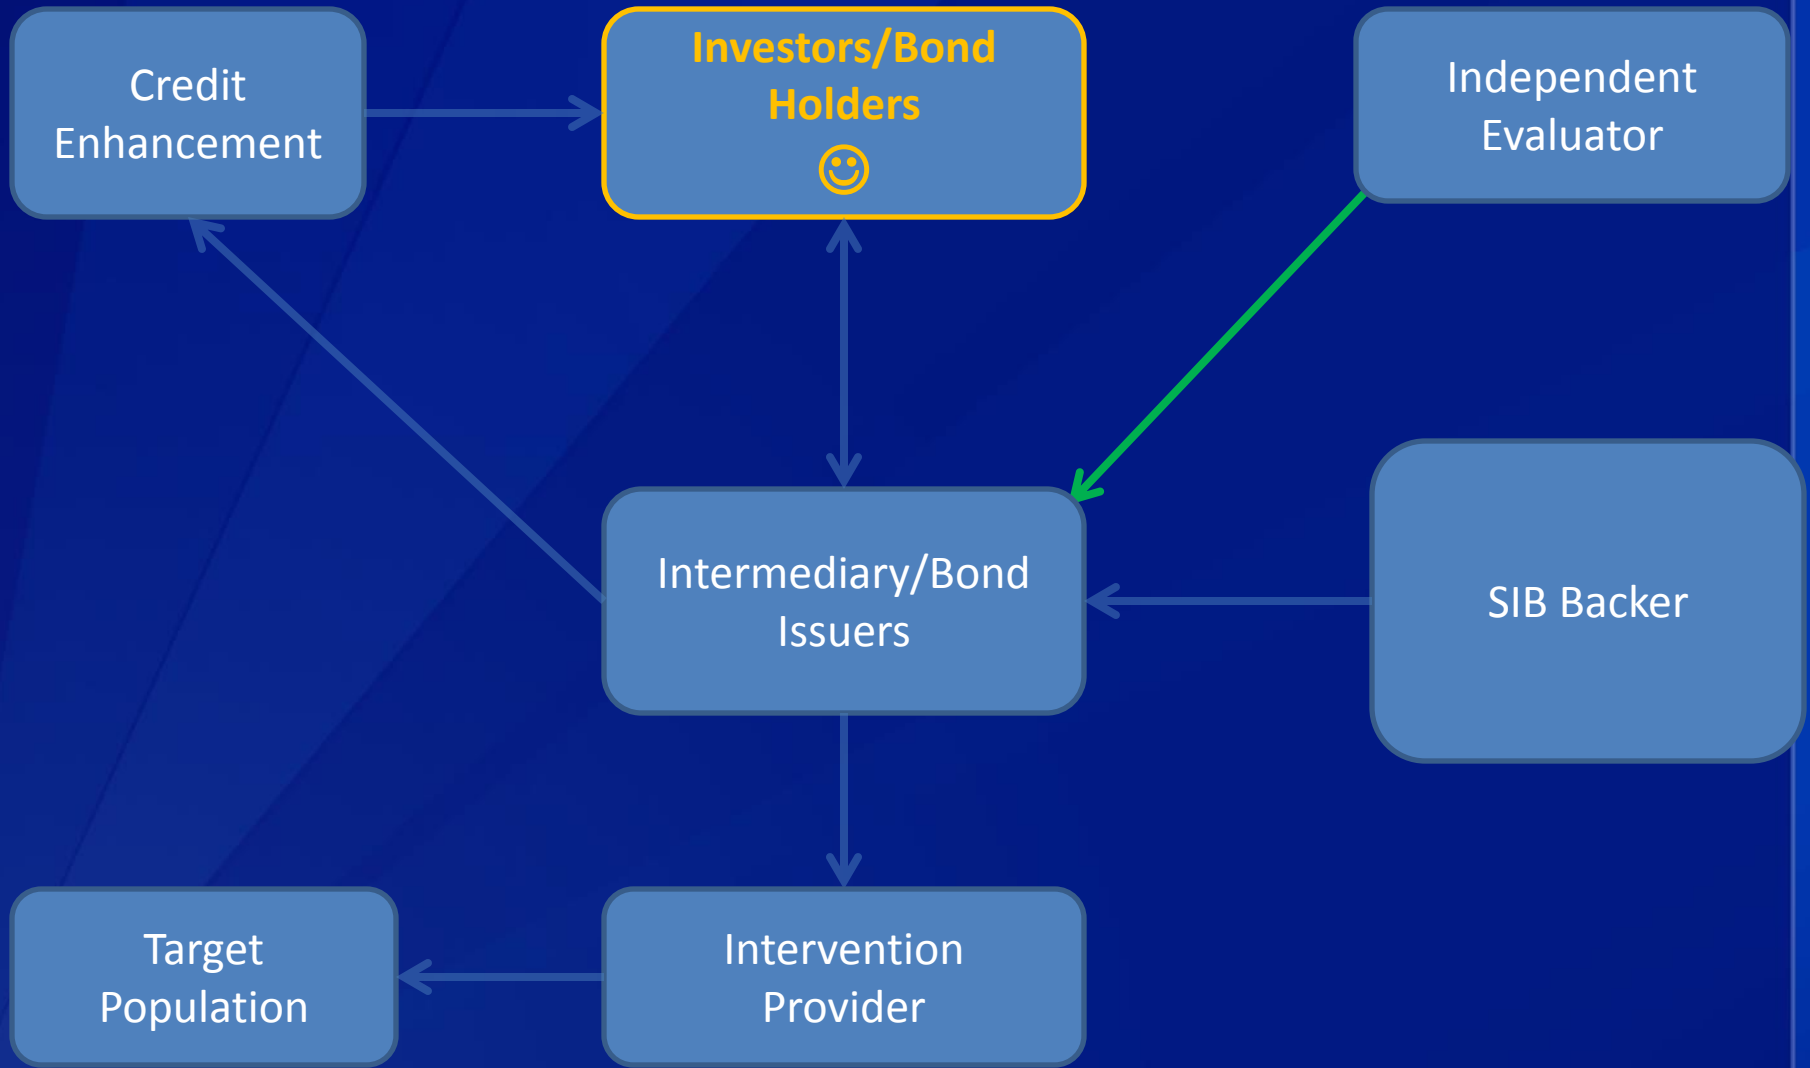 Credit
Enhancement
Investors/Bond
Holders
☺
Independent
Evaluator
Intermediary/Bond
Issuers
SIB Backer
Target
Population
Intervention
Provider